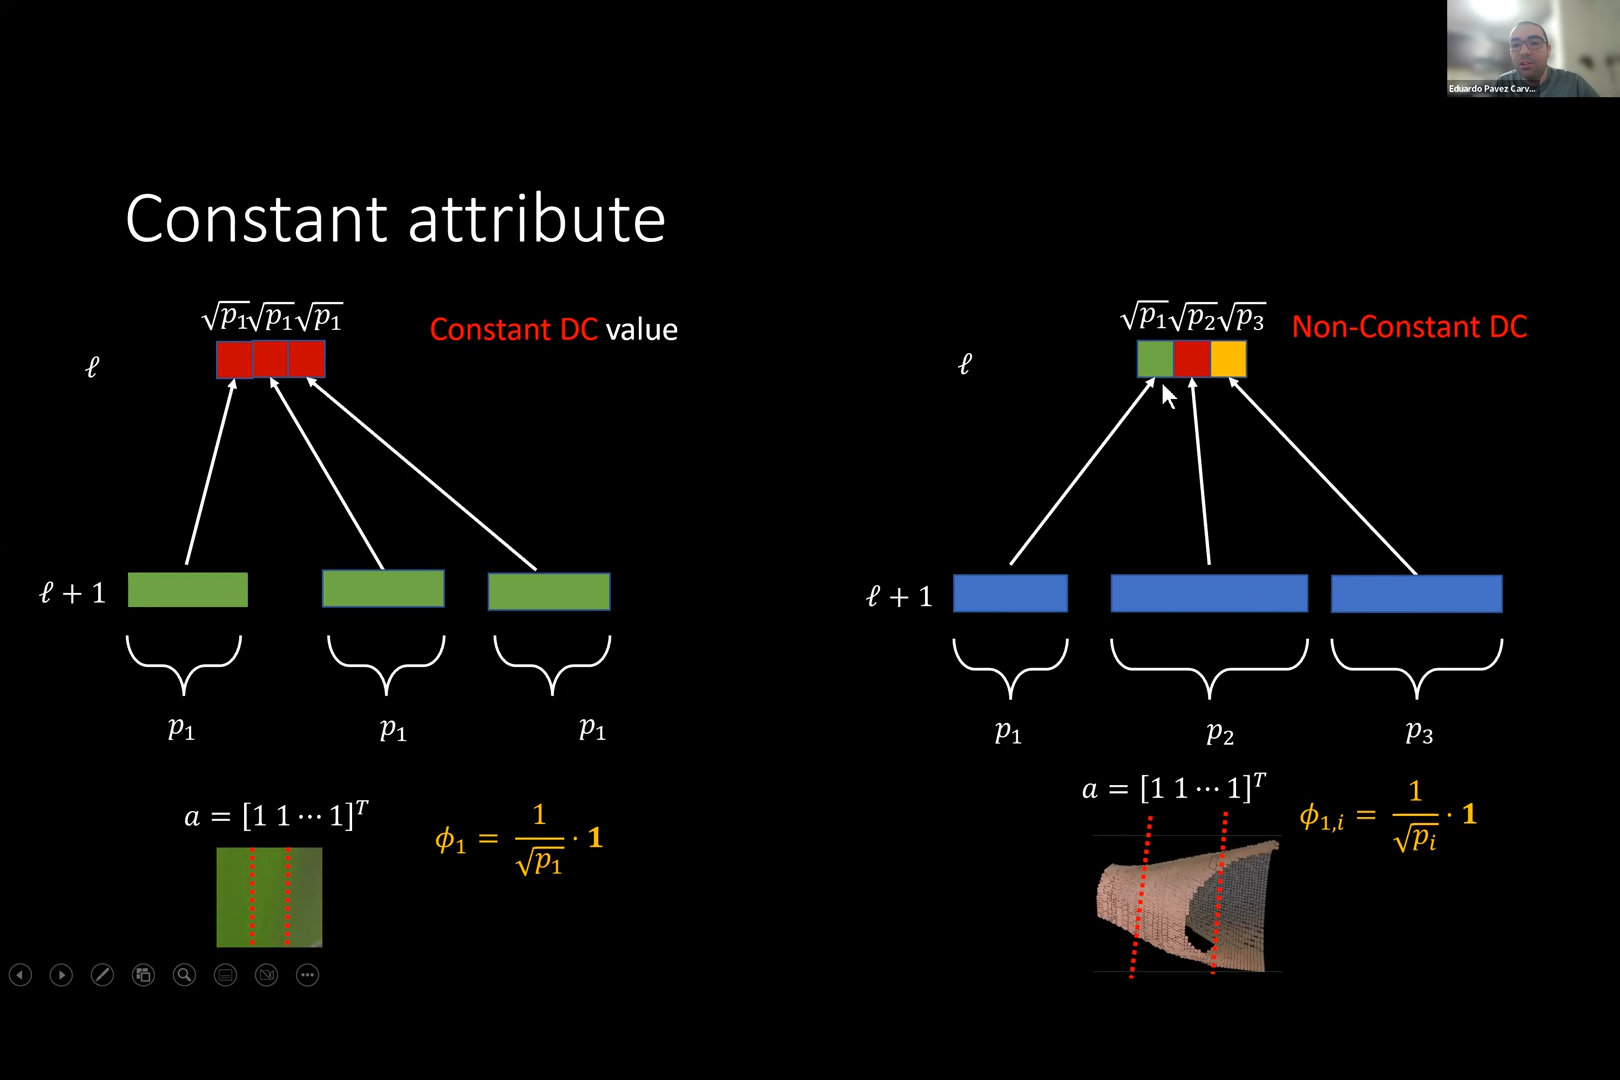 Eduardo Pavez Carv...
Constant attribute
√p₁ √p₁ √p₁
Constant DC value
ℓ
ℓ + 1
p₁ p₁ p₁
a = [1 1 ⋯ 1]ᵀ
ϕ₁ = 1/√p₁ · 𝟏
√p₁ √p₂ √p₃
Non-Constant DC
ℓ
ℓ + 1
p₁ p₂ p₃
a = [1 1 ⋯ 1]ᵀ
ϕ₁,ᵢ = 1/√pᵢ · 𝟏